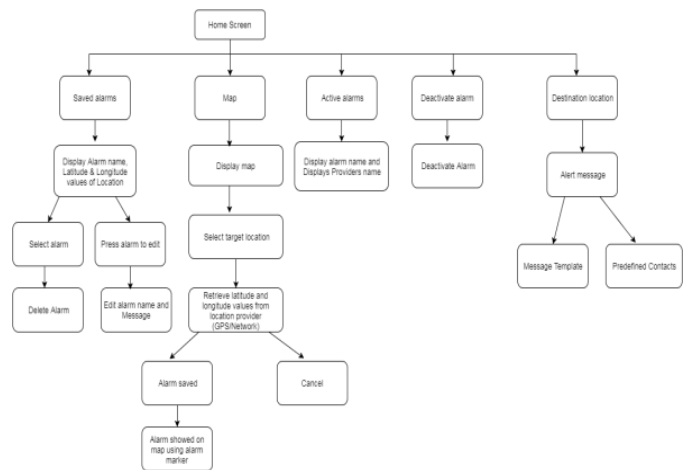 Home Screen
Saved alarms
Map
Active alarms
Deactivate alarm
Destination location
Display Alarm name,
Latitude & Longitude
values of Location
Display map
Display alarm name and
Displays Providers name
Deactivate Alarm
Alert message
Select alarm
Press alarm to edit
Select target location
Message Template
Predefined Contacts
Delete Alarm
Edit alarm name and
Message
Retrieve latitude and
longitude values from
location provider
(GPS/Network)
Alarm saved
Cancel
Alarm showed on
map using alarm
marker